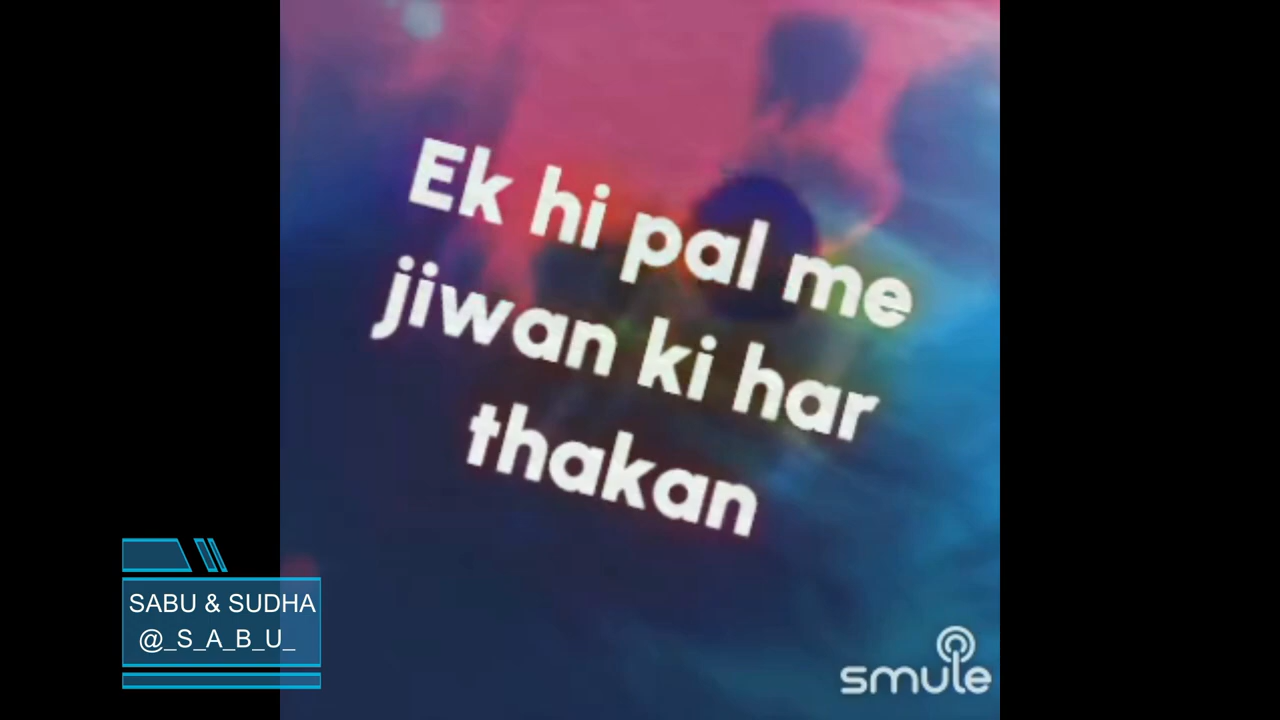 Ek hi pal me
jiwan ki har
thakan
SABU & SUDHA
@_S_A_B_U_
smule